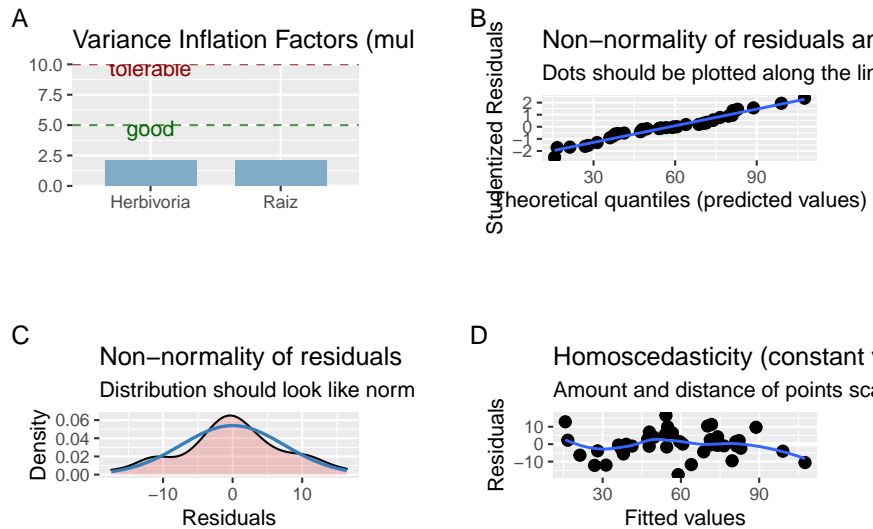 A
Variance Inflation Factors (mul
10.0
tolerable
7.5
5.0
good
2.5
0.0
Herbivoria
Raiz
B
Non−normality of residuals an
Dots should be plotted along the lin
Studentized Residuals
2
1
0
−1
−2
30
60
90
Theoretical quantiles (predicted values)
C
Non−normality of residuals
Distribution should look like norm
Density
0.06
0.04
0.02
0.00
−10
0
10
Residuals
D
Homoscedasticity (constant v
Amount and distance of points sca
Residuals
10
0
−10
30
60
90
Fitted values